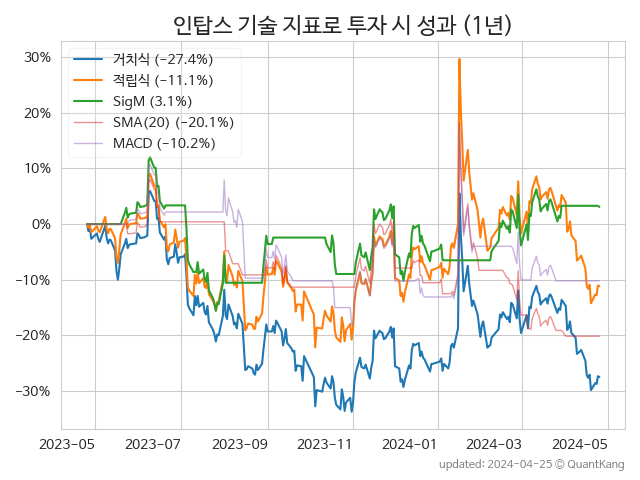 인탑스 기술 지표로 투자 시 성과 (1년)
30%
20%
10%
0%
−10%
−20%
−30%
거치식 (−27.4%)
적립식 (−11.1%)
SigM (3.1%)
SMA(20) (−20.1%)
MACD (−10.2%)
2023-05 2023-07 2023-09 2023-11 2024-01 2024-03 2024-05
updated: 2024-04-25 © QuantKang